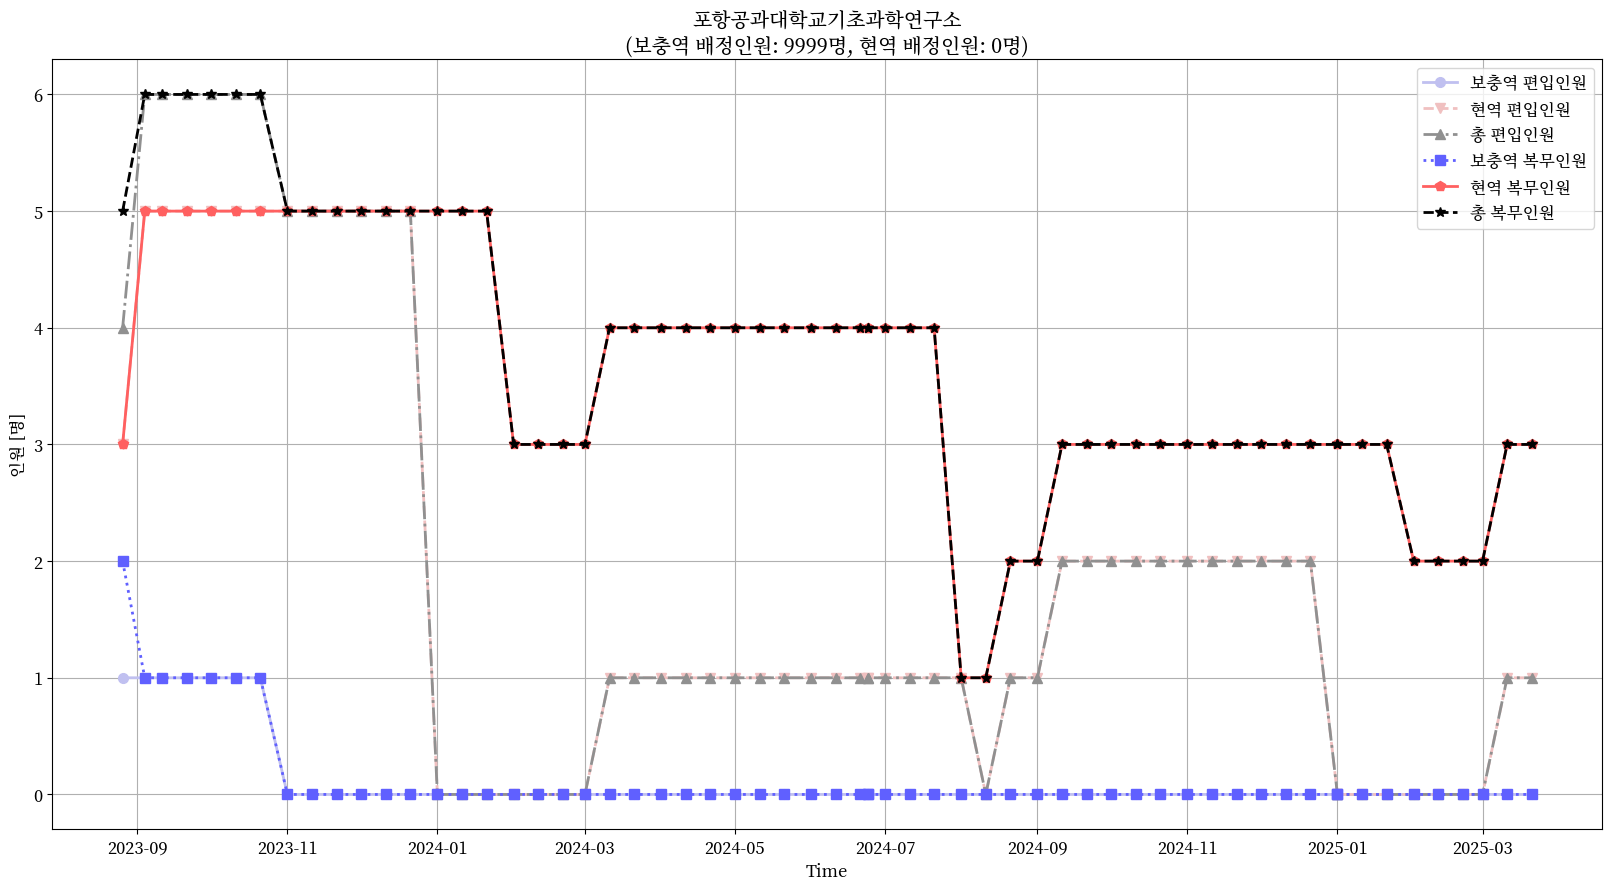 포항공과대학교기초과학연구소
(보충역 배정인원: 9999명, 현역 배정인원: 0명)
보충역 편입인원
현역 편입인원
총 편입인원
보충역 복무인원
현역 복무인원
총 복무인원
인원 [명]
6
5
4
3
2
1
0
2023-09
2023-11
2024-01
2024-03
2024-05
2024-07
2024-09
2024-11
2025-01
2025-03
Time